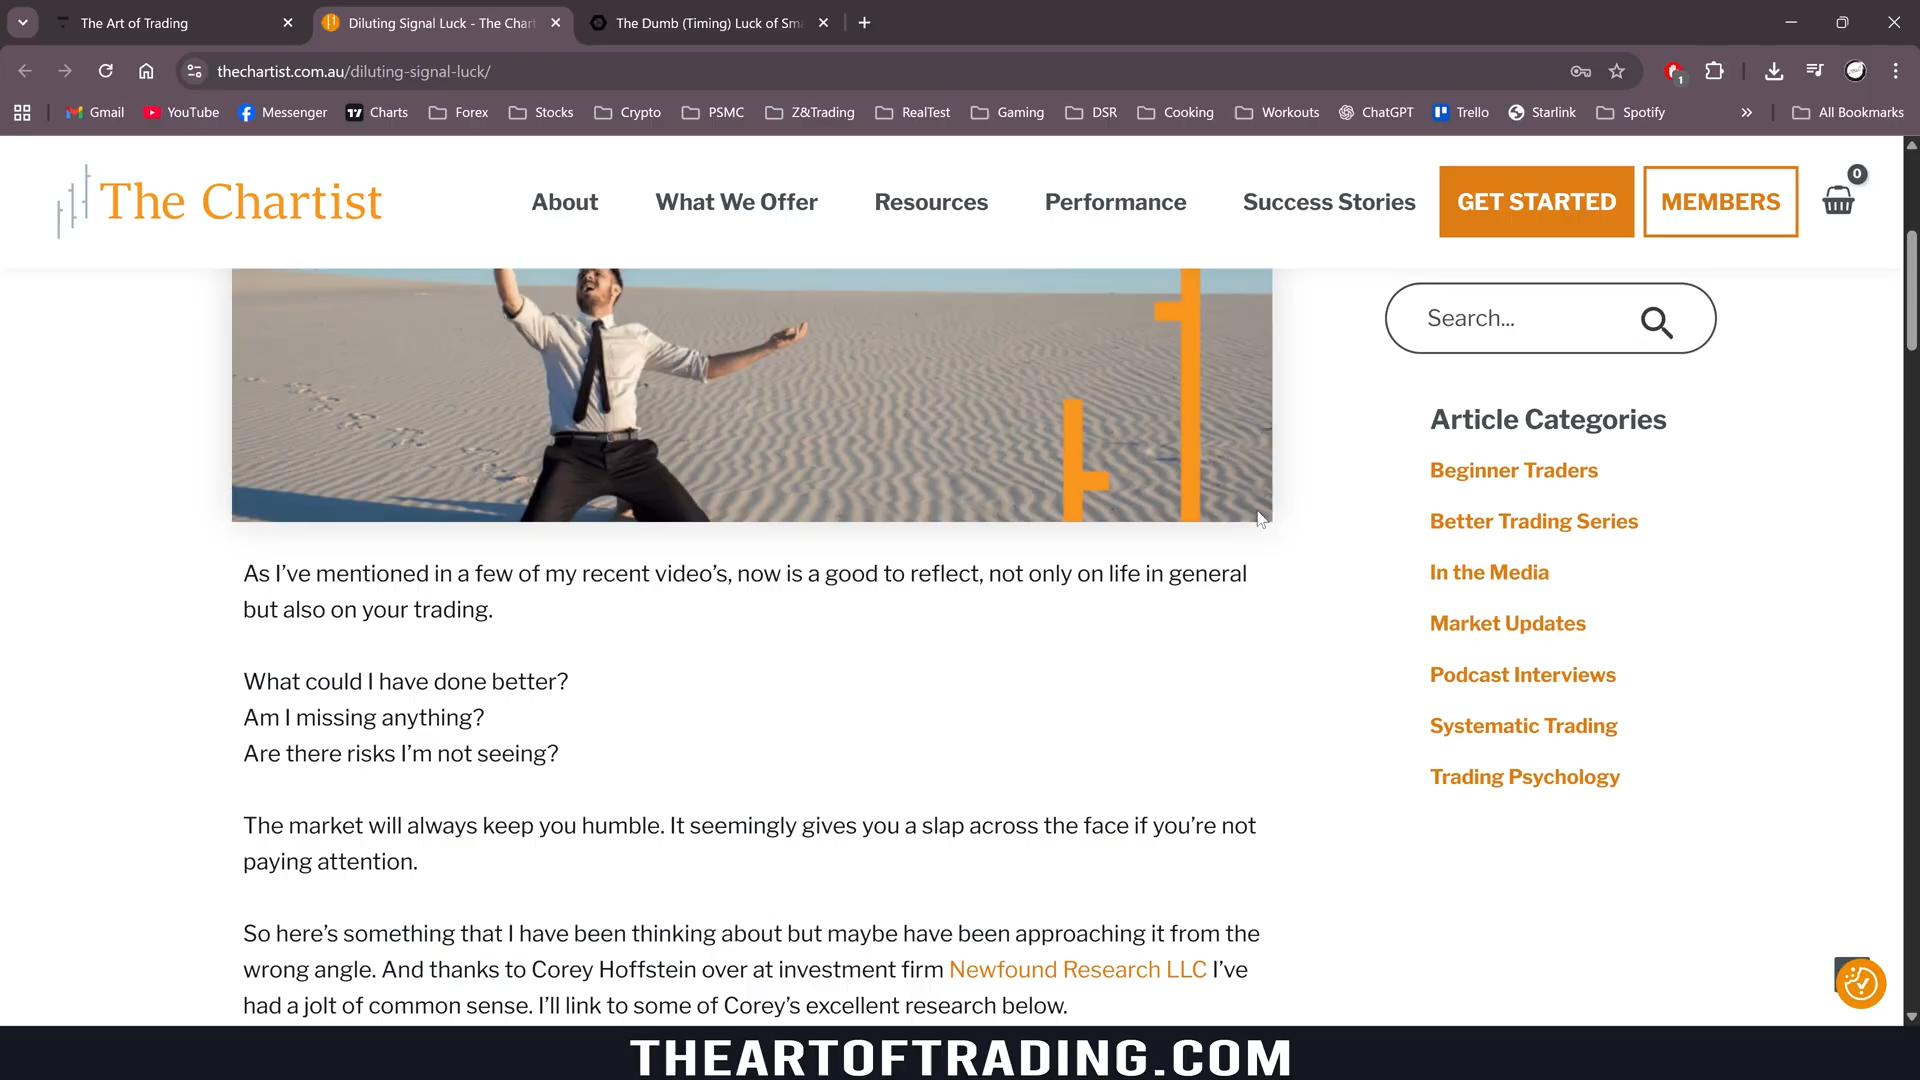 The Art of Trading
Diluting Signal Luck - The Char
The Dumb (Timing) Luck of Sm
thechartist.com.au/diluting-signal-luck/
1
Gmail
YouTube
Messenger
Charts
Forex
Stocks
Crypto
PSMC
Z&Trading
RealTest
Gaming
DSR
Cooking
Workouts
ChatGPT
Trello
Starlink
Spotify
All Bookmarks
The Chartist
About
What We Offer
Resources
Performance
Success Stories
GET STARTED
MEMBERS
0
Search...
Article Categories
Beginner Traders
Better Trading Series
In the Media
Market Updates
Podcast Interviews
Systematic Trading
Trading Psychology
As I’ve mentioned in a few of my recent video’s, now is a good to reflect, not only on life in general
but also on your trading.
What could I have done better?
Am I missing anything?
Are there risks I’m not seeing?
The market will always keep you humble. It seemingly gives you a slap across the face if you’re not
paying attention.
So here’s something that I have been thinking about but maybe have been approaching it from the
wrong angle. And thanks to Corey Hoffstein over at investment firm Newfound Research LLC I’ve
had a jolt of common sense. I’ll link to some of Corey’s excellent research below.
THEARTOFTRADING.COM